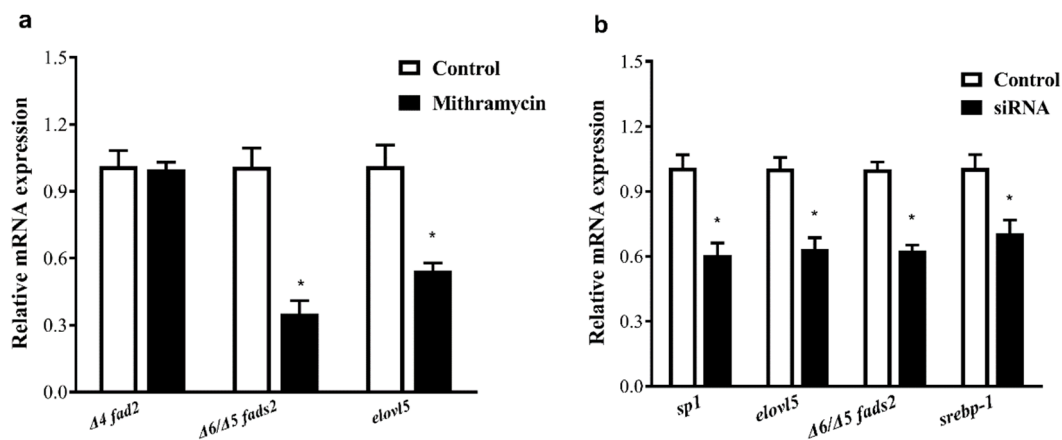 a
Relative mRNA expression
1.5
1.2
0.9
0.6
0.3
0.0
Control
Mithramycin
*
*
Δ4 fad2
Δ6/Δ5 fads2
elovl5
b
Relative mRNA expression
1.5
1.2
0.9
0.6
0.3
0.0
Control
siRNA
*
*
*
*
sp1
elovl5
Δ6/Δ5 fads2
srebp-1